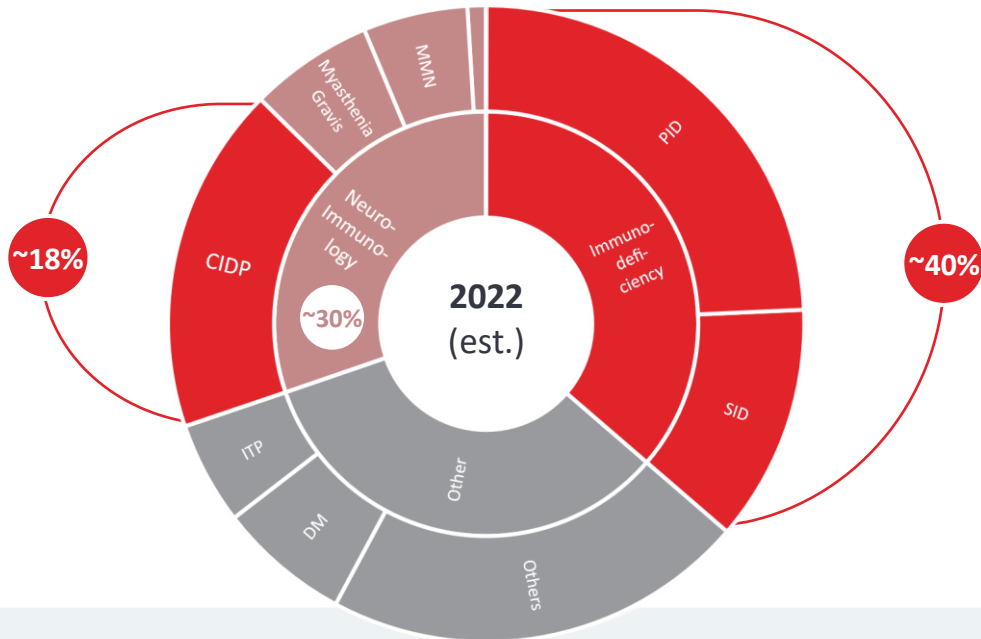 Myasthenia
Gravis
MMN
PID
Neuro-
Immuno-
logy
Immuno-
defi-
ciency
~18%
CIDP
~30%
2022
(est.)
~40%
SID
ITP
Other
DM
Others